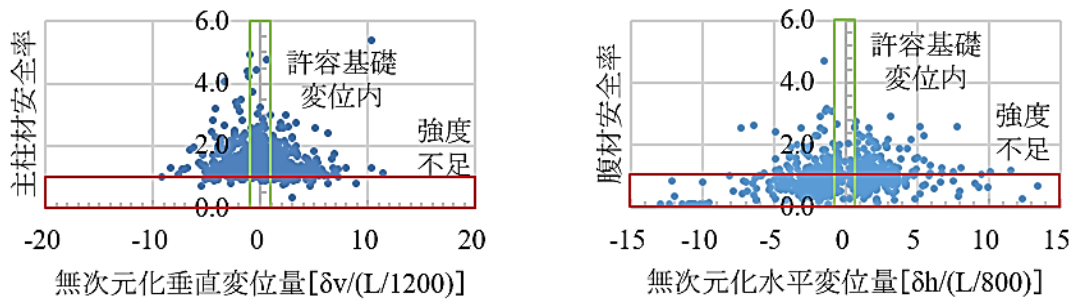 主柱材安全率
6.0
4.0
2.0
0.0
許容基礎
変位内
強度
不足
-20
-10
0
10
20
無次元化垂直変位量[δv/(L/1200)]
腹材安全率
6.0
4.0
2.0
0.0
許容基礎
変位内
強度
不足
-15
-10
-5
0
5
10
15
無次元化水平変位量[δh/(L/800)]